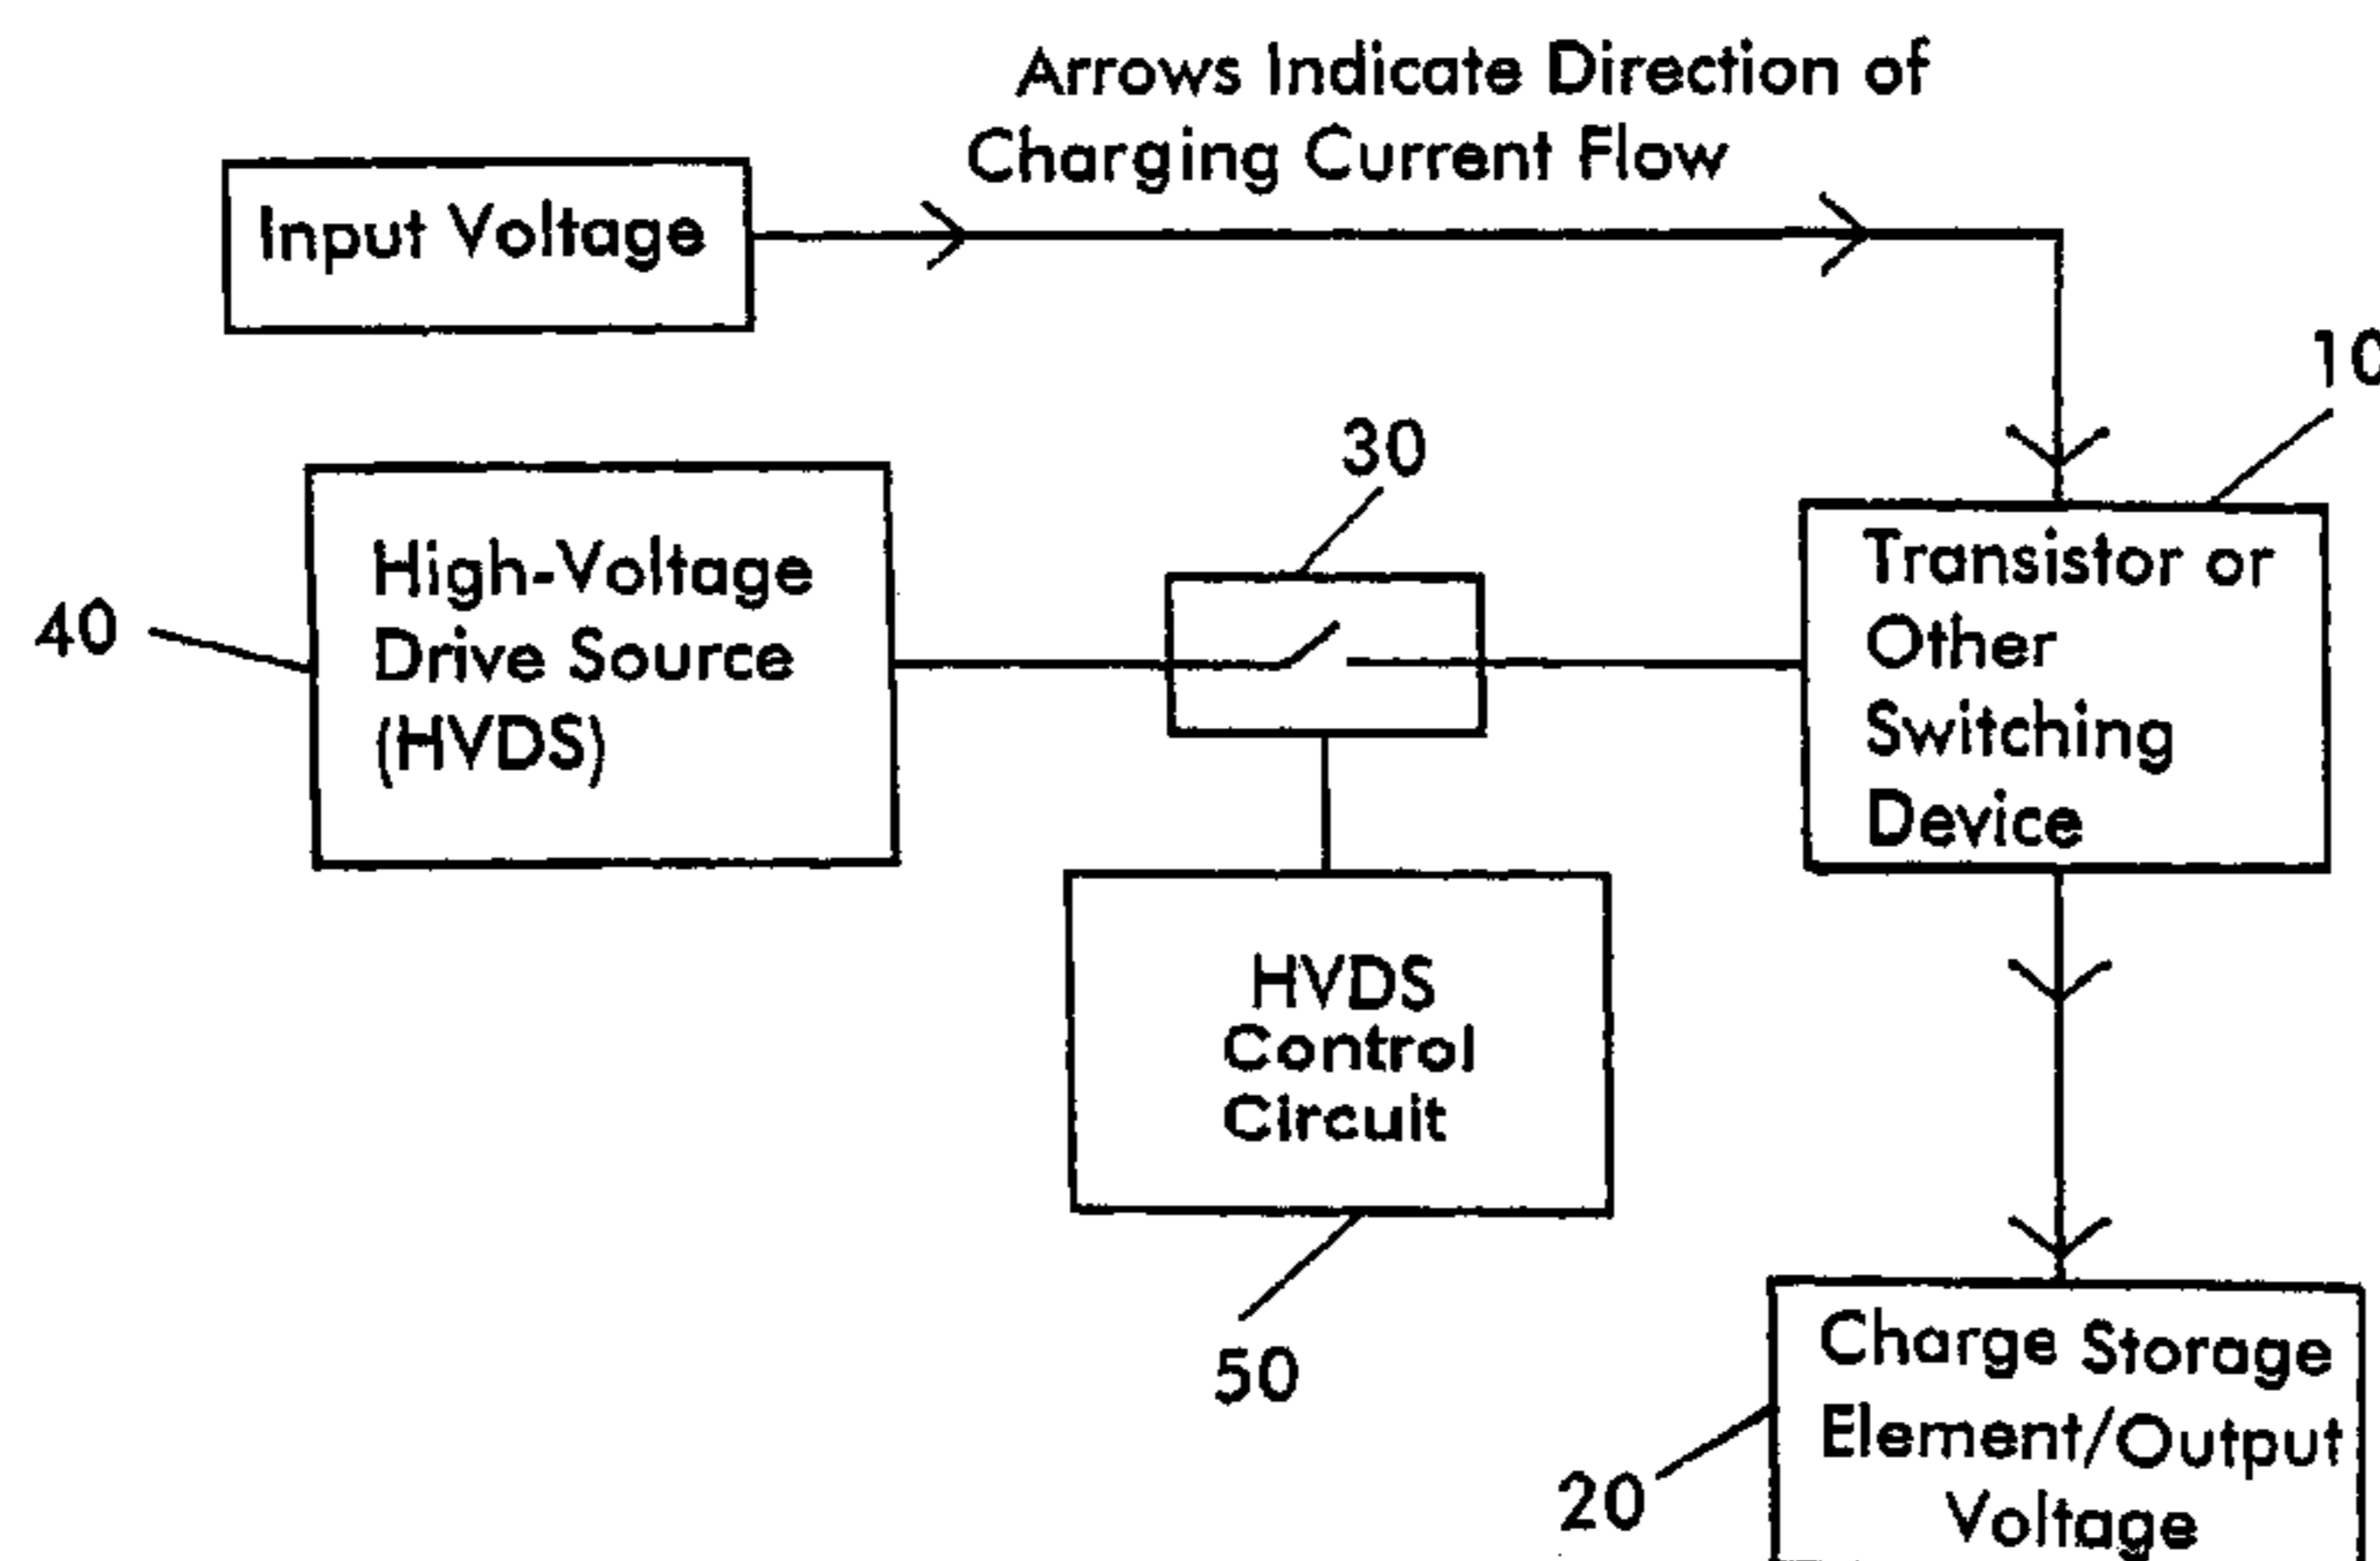 Arrows Indicate Direction of
Charging Current Flow
Input Voltage
10
30
High-Voltage
Drive Source
(HVDS)
40
Transistor or
Other
Switching
Device
HVDS
Control
Circuit
50
Charge Storage
Element/Output
Voltage
20